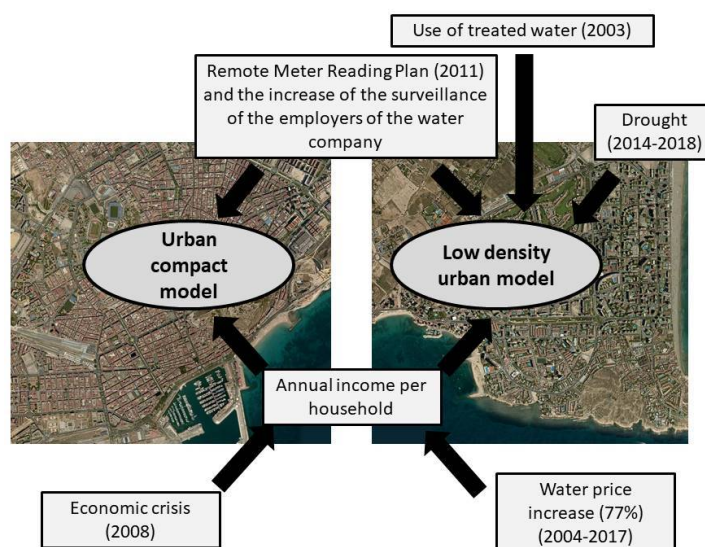 Use of treated water (2003)
Remote Meter Reading Plan (2011)
and the increase of the surveillance
of the employers of the water
company
Drought
(2014-2018)
Urban
compact
model
Low density
urban model
Annual income per
household
Economic crisis
(2008)
Water price
increase (77%)
(2004-2017)